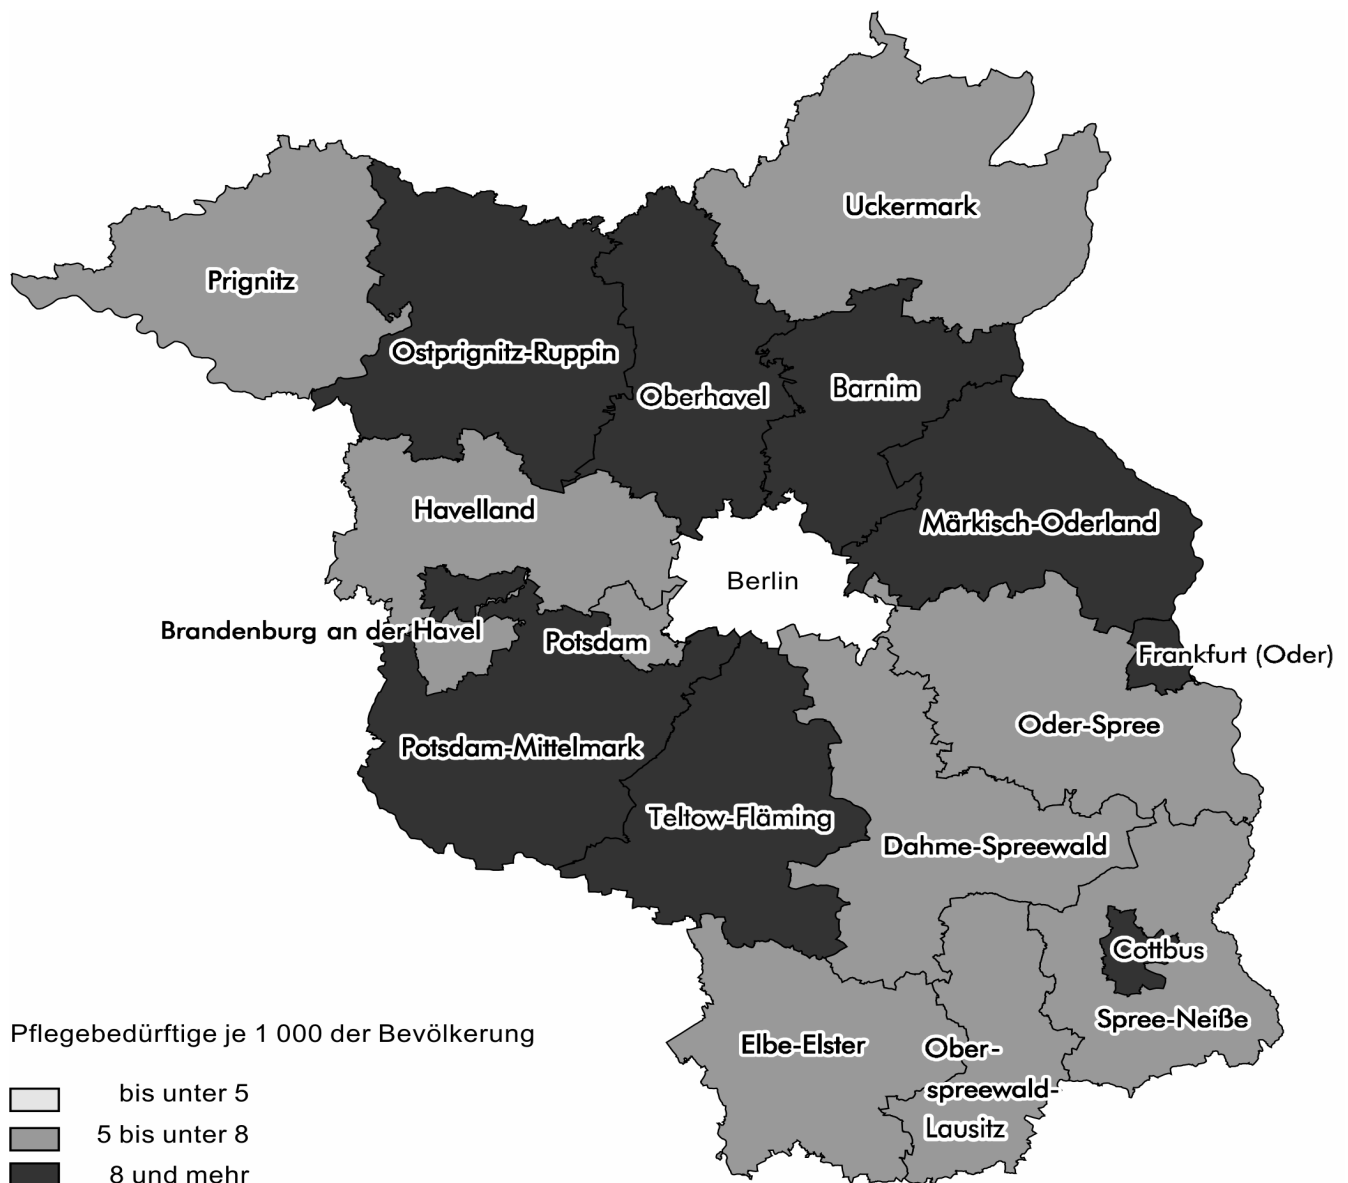 Uckermark
Prignitz
Ostprignitz-Ruppin
Oberhavel
Barnim
Havelland
Märkisch-Oderland
Berlin
Brandenburg an der Havel
Potsdam
Frankfurt (Oder)
Oder-Spree
Potsdam-Mittelmark
Teltow-Fläming
Dahme-Spreewald
Cottbus
Spree-Neiße
Elbe-Elster
Ober-
spreewald-
Lausitz
Pflegebedürftige je 1 000 der Bevölkerung
bis unter 5
5 bis unter 8
8 und mehr